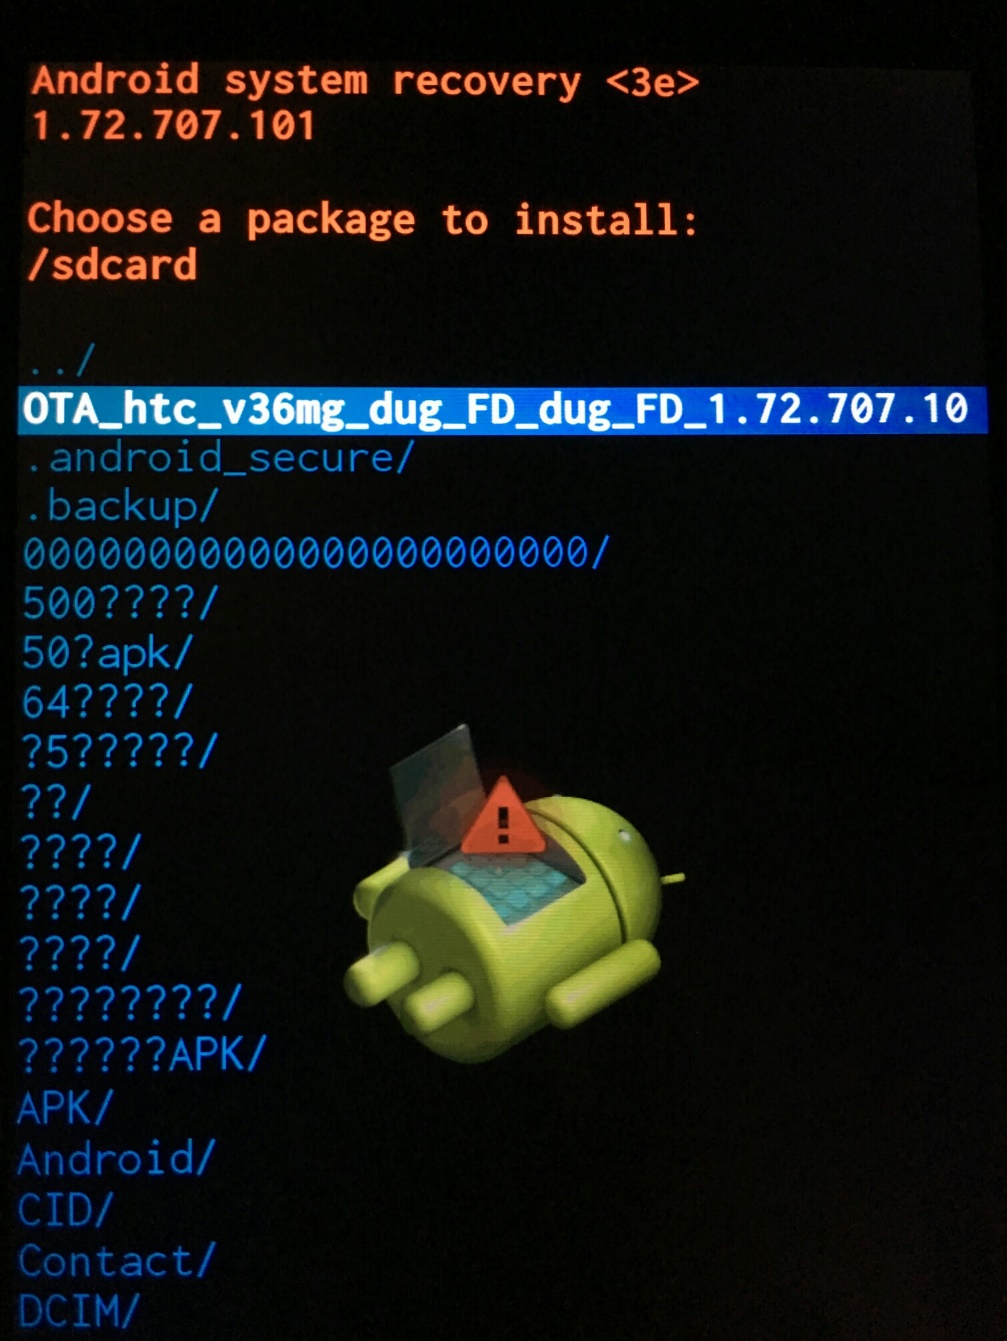 Android system recovery <3e>
1.72.707.101
Choose a package to install:
/sdcard
../
OTA_htc_v36mg_dug_FD_dug_FD_1.72.707.10
.android_secure/
.backup/
00000000000000000000000/
500????/
50?apk/
64????/
?5?????/
??/
????/
????/
????/
????????/
??????APK/
APK/
Android/
CID/
Contact/
DCIM/